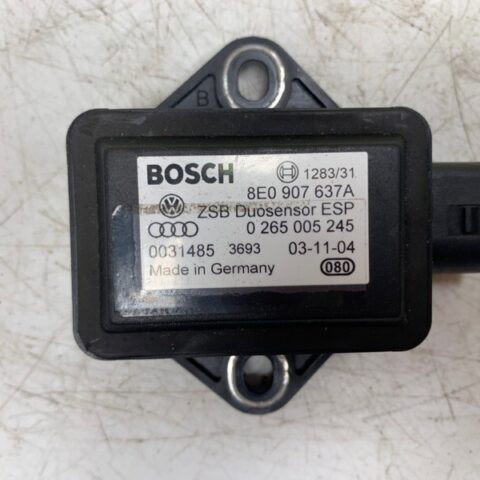 B
BOSCH 1283/31
8E0 907 637A
ZSB Duosensor ESP
0 265 005 245
0031485 3693 03-11-04
Made in Germany 080